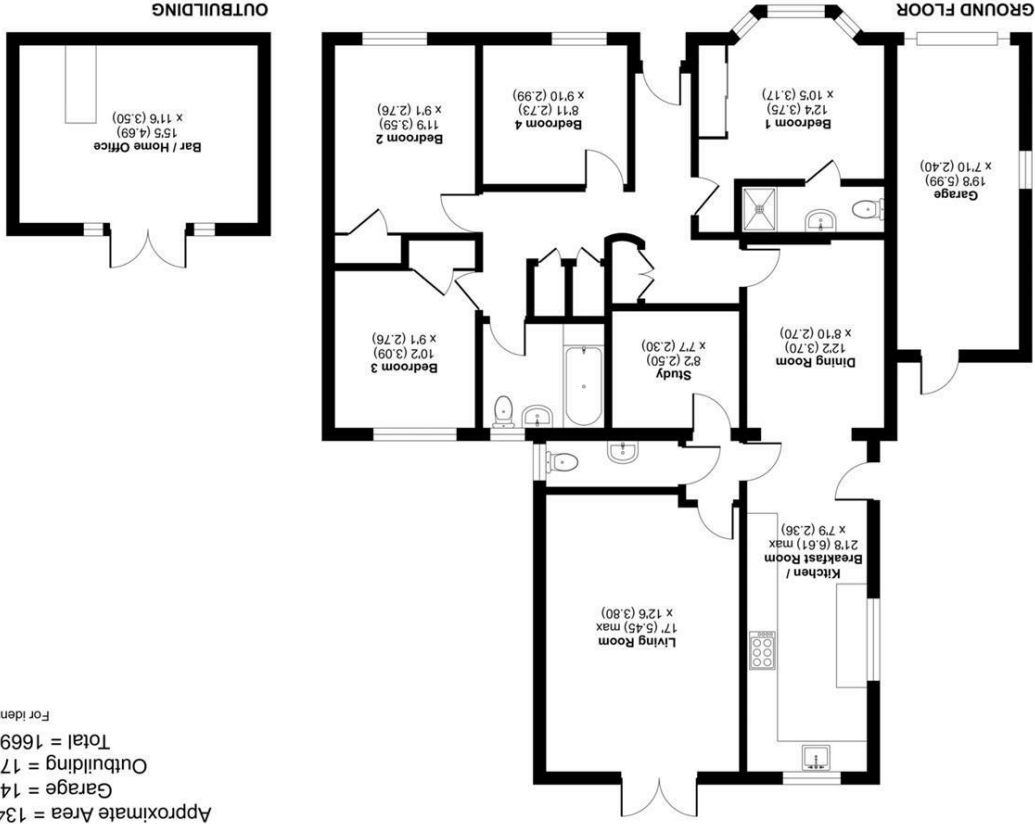 Approximate Area = 134
Garage = 14
Outbuilding = 17
Total = 1669
For iden
Kitchen /
Breakfast Room
21'8 (6.61) max
x 7'9 (2.36)
Living Room
17' (5.45) max
x 12'6 (3.80)
Dining Room
12'2 (3.70)
x 8'10 (2.70)
Study
8'2 (2.50)
x 7'7 (2.30)
Bedroom 3
10'2 (3.09)
x 9'1 (2.76)
Garage
19'8 (5.99)
x 7'10 (2.40)
Bedroom 1
12'4 (3.75)
x 10'5 (3.17)
Bedroom 4
8'11 (2.73)
x 9'10 (2.99)
Bedroom 2
11'9 (3.59)
x 9'1 (2.76)
Bar / Home Office
15'5 (4.69)
x 11'6 (3.50)
GROUND FLOOR
OUTBUILDING